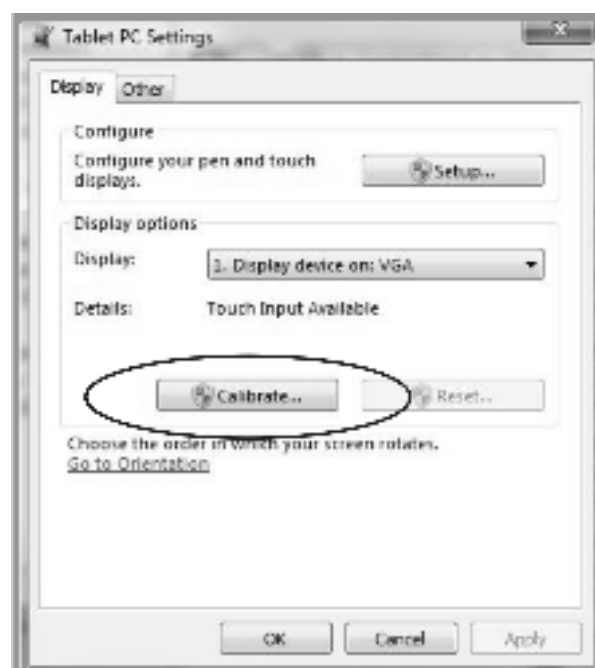 Tablet PC Settings
Display Other
Configure
Configure your pen and touch
displays.
Setup...
Display options
Display: 1. Display device on: VGA
Details: Touch Input Available
Calibrate... Reset...
Choose the order in which your screen rotates.
Go to Orientation
OK Cancel Apply